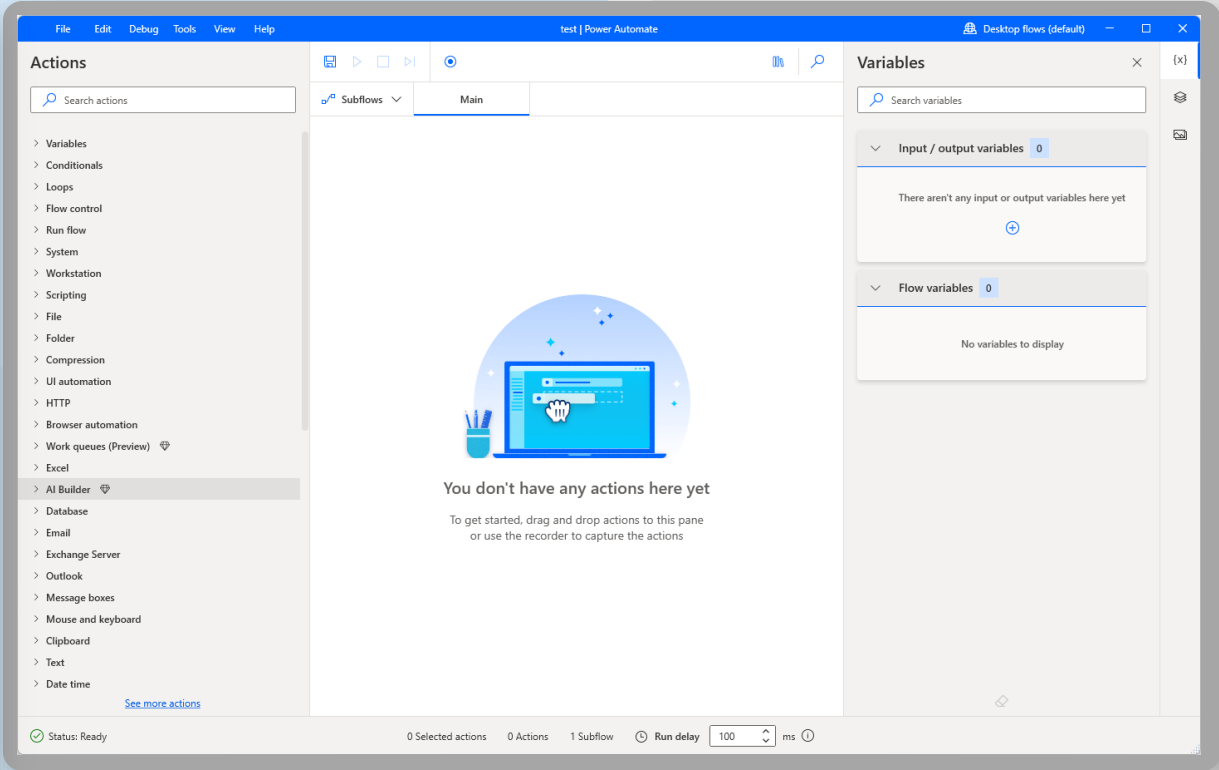 File Edit Debug Tools View Help
test | Power Automate
Desktop flows (default)
Actions
Search actions
Variables
Conditionals
Loops
Flow control
Run flow
System
Workstation
Scripting
File
Folder
Compression
UI automation
HTTP
Browser automation
Work queues (Preview)
Excel
AI Builder
Database
Email
Exchange Server
Outlook
Message boxes
Mouse and keyboard
Clipboard
Text
Date time
See more actions
Subflows
Main
You don't have any actions here yet
To get started, drag and drop actions to this pane
or use the recorder to capture the actions
Variables
{x}
Search variables
Input / output variables 0
There aren't any input or output variables here yet
Flow variables 0
No variables to display
Status: Ready
0 Selected actions
0 Actions
1 Subflow
Run delay
100
ms